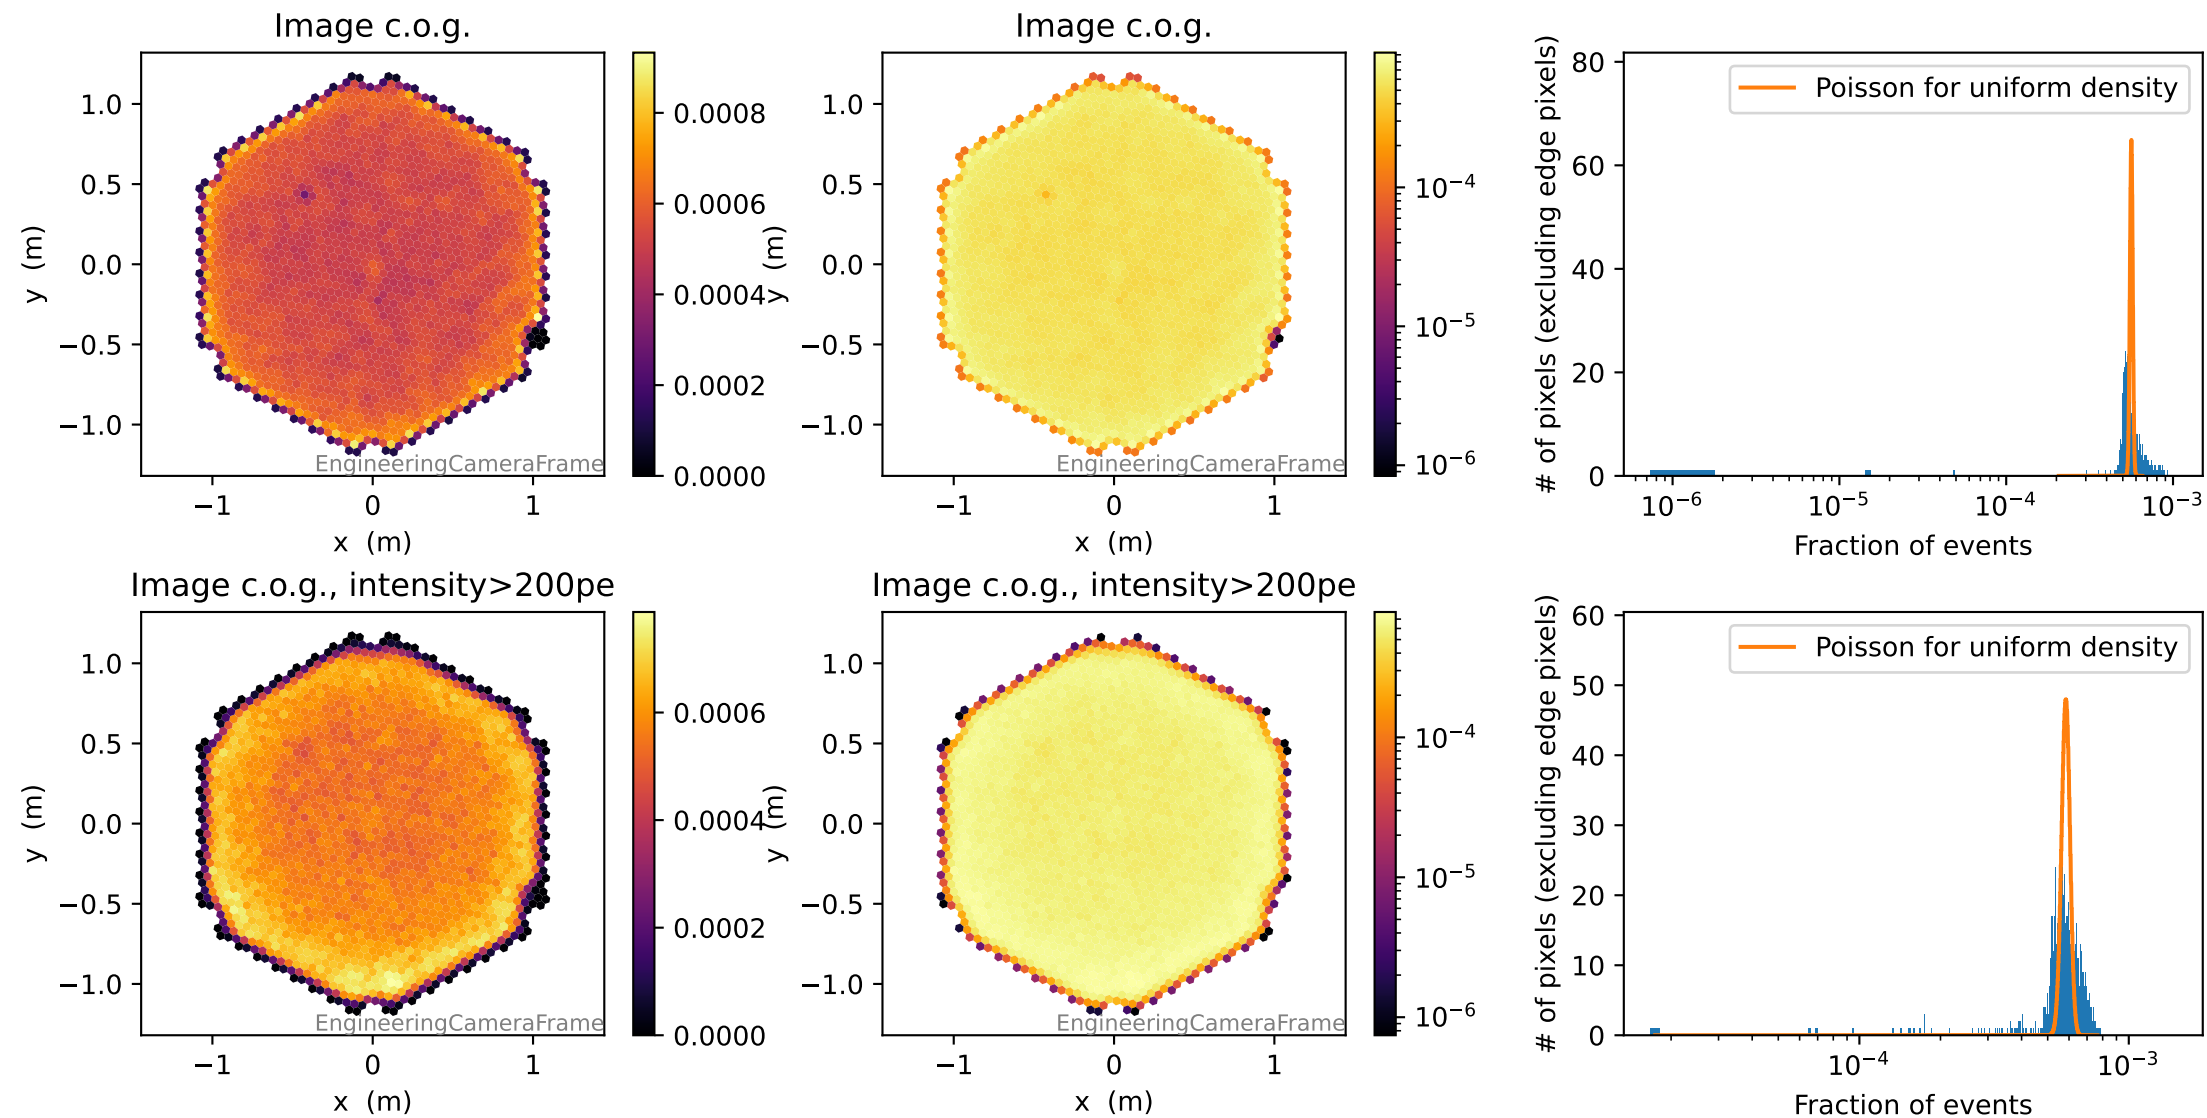 Image c.o.g.
y (m)
1.0
0.5
0.0
−0.5
−1.0
−1
0
1
x (m)
EngineeringCameraFrame
0.0008
0.0006
0.0004
0.0002
0.0000
Image c.o.g.
y (m)
1.0
0.5
0.0
−0.5
−1.0
−1
0
1
x (m)
EngineeringCameraFrame
10⁻⁴
10⁻⁵
10⁻⁶
# of pixels (excluding edge pixels)
80
60
40
20
0
Poisson for uniform density
10⁻⁶
10⁻⁵
10⁻⁴
10⁻³
Fraction of events
Image c.o.g., intensity>200pe
y (m)
1.0
0.5
0.0
−0.5
−1.0
−1
0
1
x (m)
EngineeringCameraFrame
0.0006
0.0004
0.0002
0.0000
Image c.o.g., intensity>200pe
y (m)
1.0
0.5
0.0
−0.5
−1.0
−1
0
1
x (m)
EngineeringCameraFrame
10⁻⁴
10⁻⁵
10⁻⁶
# of pixels (excluding edge pixels)
60
50
40
30
20
10
0
Poisson for uniform density
10⁻⁴
10⁻³
Fraction of events